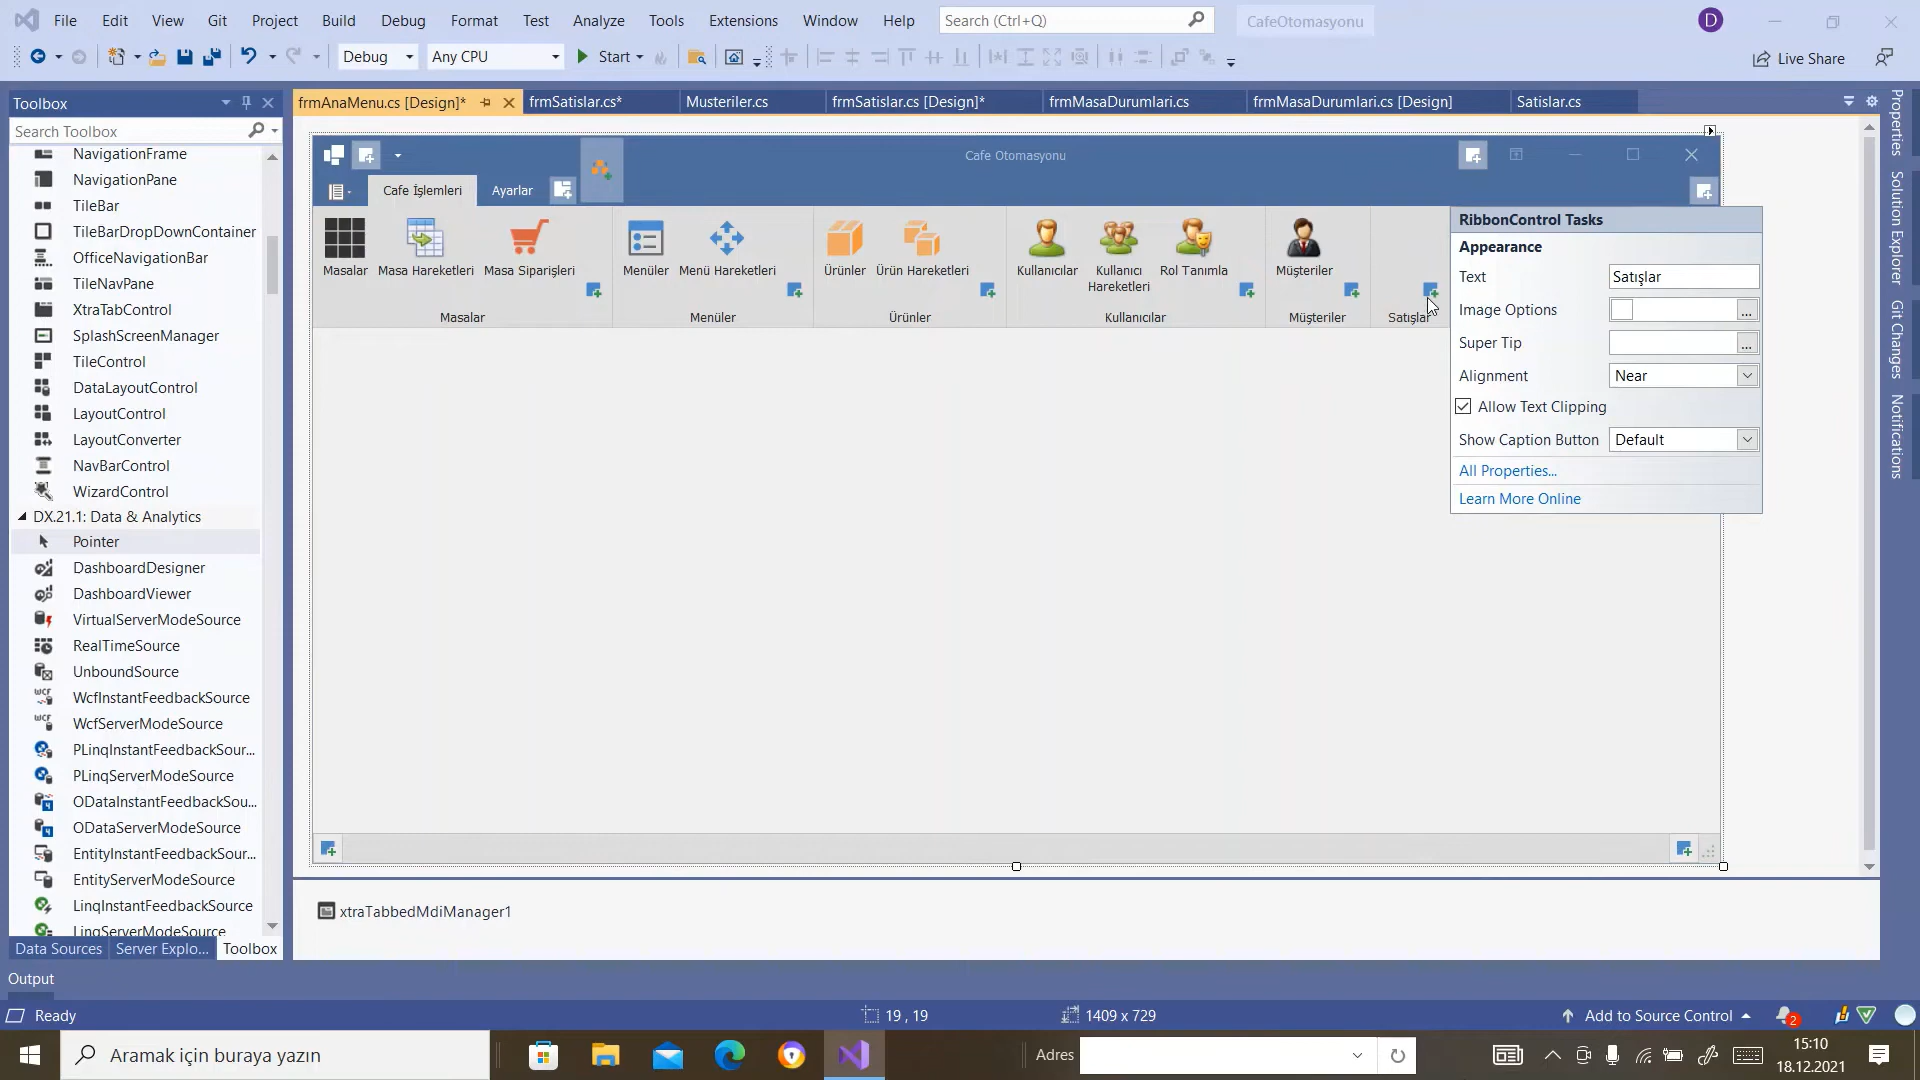 File Edit View Git Project Build Debug Format Test Analyze Tools Extensions Window Help Search (Ctrl+Q) CafeOtomasyonu D
Debug Any CPU Start Live Share
Toolbox
Search Toolbox
NavigationFrame
NavigationPane
TileBar
TileBarDropDownContainer
OfficeNavigationBar
TileNavPane
XtraTabControl
SplashScreenManager
TileControl
DataLayoutControl
LayoutControl
LayoutConverter
NavBarControl
WizardControl
DX.21.1: Data & Analytics
Pointer
DashboardDesigner
DashboardViewer
VirtualServerModeSource
RealTimeSource
UnboundSource
WcfInstantFeedbackSource
WcfServerModeSource
PLinqInstantFeedbackSour...
PLinqServerModeSource
ODataInstantFeedbackSou...
ODataServerModeSource
EntityInstantFeedbackSour...
EntityServerModeSource
LinqInstantFeedbackSource
LinqServerModeSource
Data Sources Server Explo... Toolbox
frmAnaMenu.cs [Design]* frmSatislar.cs* Musteriler.cs frmSatislar.cs [Design]* frmMasaDurumlari.cs frmMasaDurumlari.cs [Design] Satislar.cs
Cafe Otomasyonu
Cafe İşlemleri Ayarlar
Masalar Masa Hareketleri Masa Siparişleri Menüler Menü Hareketleri Ürünler Ürün Hareketleri Kullanıcılar Kullanıcı Rol Tanımla Müşteriler
Hareketleri
Masalar Menüler Ürünler Kullanıcılar Müşteriler Satışlar
RibbonControl Tasks
Appearance
Text Satışlar
Image Options ...
Super Tip ...
Alignment Near
Allow Text Clipping
Show Caption Button Default
All Properties...
Learn More Online
xtraTabbedMdiManager1
Properties
Solution Explorer
Git Changes
Notifications
Output
Ready 19 , 19 1409 x 729 Add to Source Control 2
Aramak için buraya yazın Adres 15:10
18.12.2021